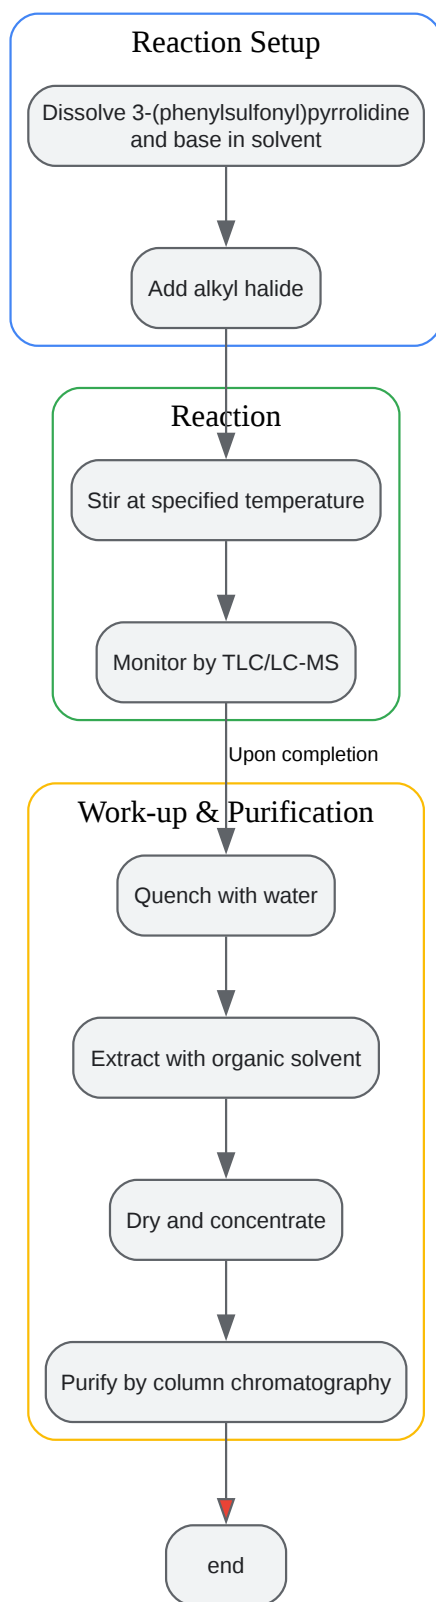 Reaction Setup
Dissolve 3-(phenylsulfonyl)pyrrolidine
and base in solvent
Add alkyl halide
Reaction
Stir at specified temperature
Monitor by TLC/LC-MS
Upon completion
Work-up & Purification
Quench with water
Extract with organic solvent
Dry and concentrate
Purify by column chromatography
end